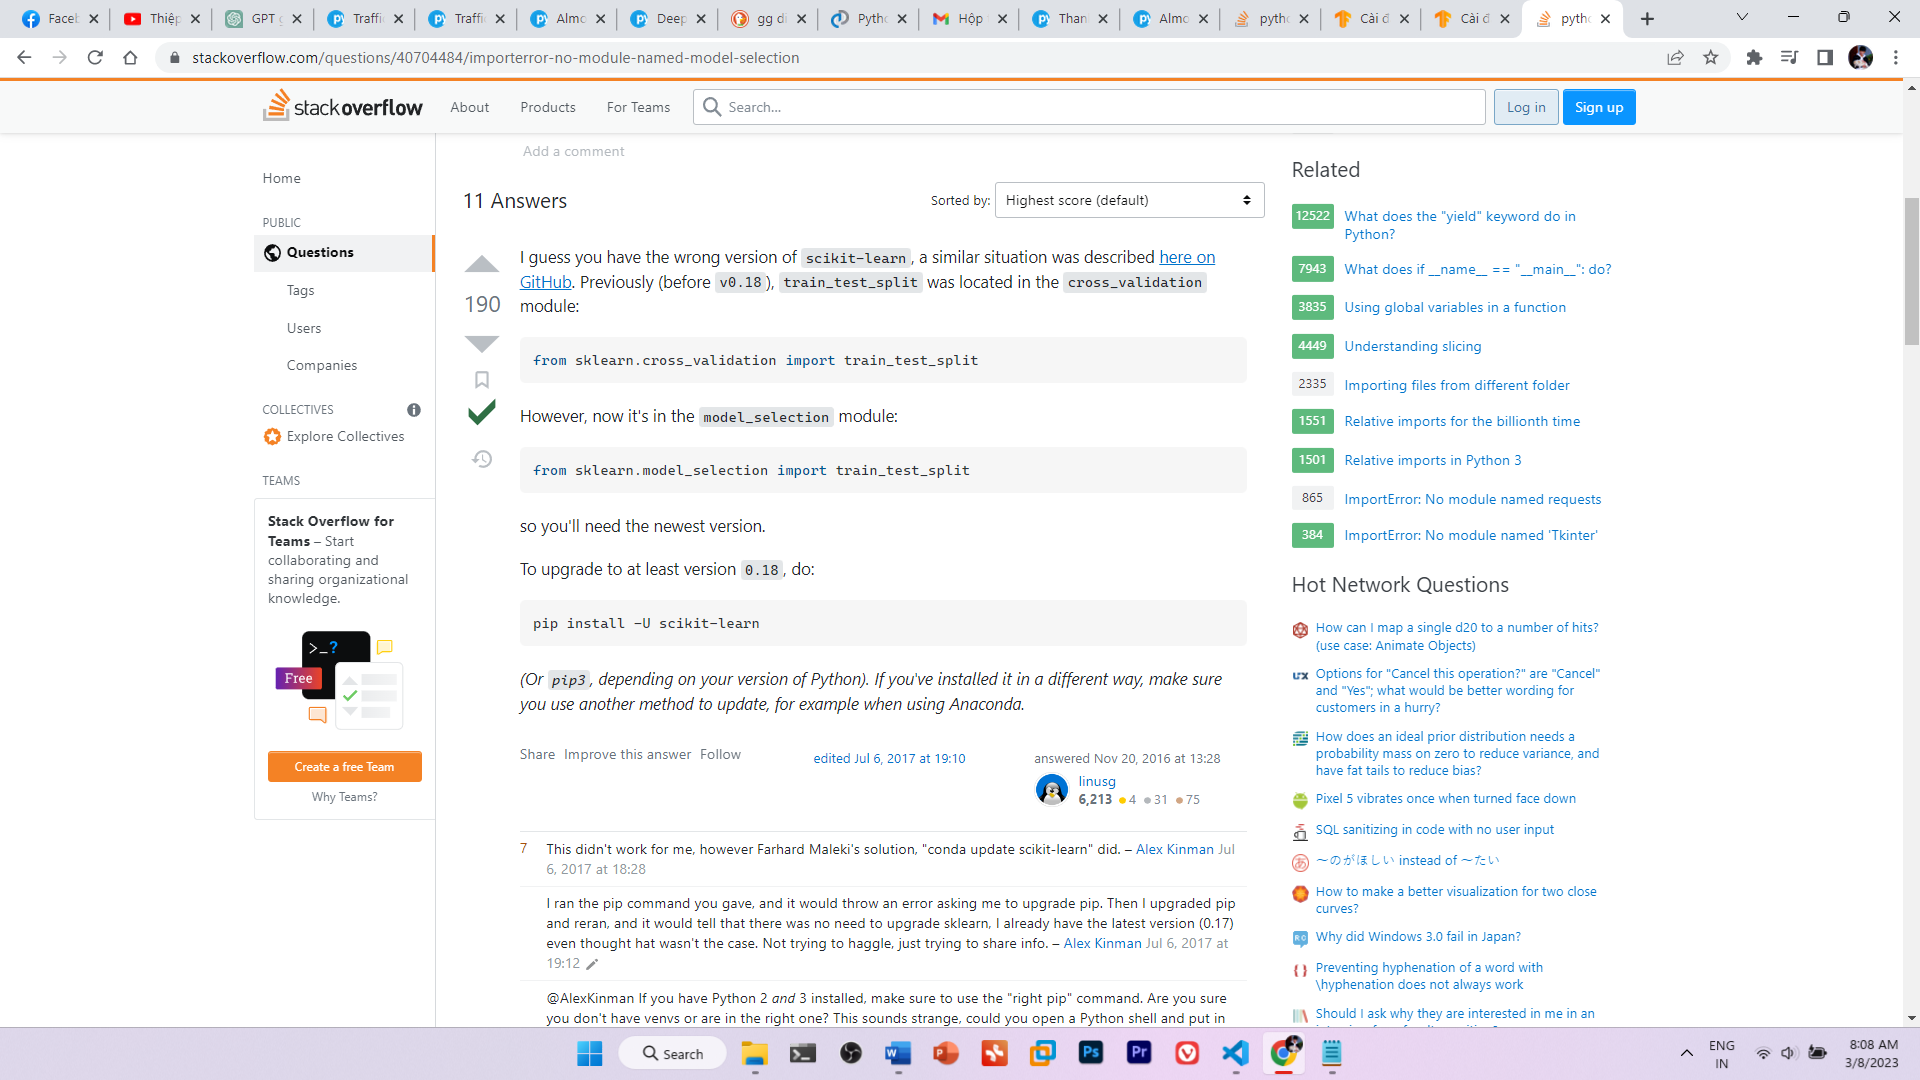 Faceb
Thiệp
GPT g
Traffi
Traffi
Almo
Deep
gg di
Pytho
Hộp
Than
Almo
pytho
Cài đ
Cài đ
pytho
stackoverflow.com/questions/40704484/importerror-no-module-named-model-selection
stackoverflow
About
Products
For Teams
Search...
Log in
Sign up
Home
PUBLIC
Questions
Tags
Users
Companies
COLLECTIVES
Explore Collectives
TEAMS
Stack Overflow for
Teams – Start
collaborating and
sharing organizational
knowledge.
>_?
Free
Create a free Team
Why Teams?
Add a comment
11 Answers
Sorted by:
Highest score (default)
190
I guess you have the wrong version of scikit-learn, a similar situation was described here on
GitHub. Previously (before v0.18), train_test_split was located in the cross_validation
module:
from sklearn.cross_validation import train_test_split
However, now it's in the model_selection module:
from sklearn.model_selection import train_test_split
so you'll need the newest version.
To upgrade to at least version 0.18, do:
pip install -U scikit-learn
(Or pip3, depending on your version of Python). If you've installed it in a different way, make sure
you use another method to update, for example when using Anaconda.
Share Improve this answer Follow
edited Jul 6, 2017 at 19:10
answered Nov 20, 2016 at 13:28
linusg
6,213 4 31 75
7 This didn't work for me, however Farhard Maleki's solution, "conda update scikit-learn" did. – Alex Kinman Jul
6, 2017 at 18:28
I ran the pip command you gave, and it would throw an error asking me to upgrade pip. Then I upgraded pip
and reran, and it would tell that there was no need to upgrade sklearn, I already have the latest version (0.17)
even thought hat wasn't the case. Not trying to haggle, just trying to share info. – Alex Kinman Jul 6, 2017 at
19:12
@AlexKinman If you have Python 2 and 3 installed, make sure to use the "right pip" command. Are you sure
you don't have venvs or are in the right one? This sounds strange, could you open a Python shell and put in
Related
12522 What does the "yield" keyword do in
Python?
7943 What does if __name__ == "__main__": do?
3835 Using global variables in a function
4449 Understanding slicing
2335 Importing files from different folder
1551 Relative imports for the billionth time
1501 Relative imports in Python 3
865 ImportError: No module named requests
384 ImportError: No module named 'Tkinter'
Hot Network Questions
How can I map a single d20 to a number of hits?
(use case: Animate Objects)
Options for "Cancel this operation?" are "Cancel"
and "Yes"; what would be better wording for
customers in a hurry?
How does an ideal prior distribution needs a
probability mass on zero to reduce variance, and
have fat tails to reduce bias?
Pixel 5 vibrates once when turned face down
SQL sanitizing in code with no user input
～のがほしい instead of ～たい
How to make a better visualization for two close
curves?
Why did Windows 3.0 fail in Japan?
Preventing hyphenation of a word with
\hyphenation does not always work
Should I ask why they are interested in me in an
Search
Ps
Pr
ENG
IN
8:08 AM
3/8/2023